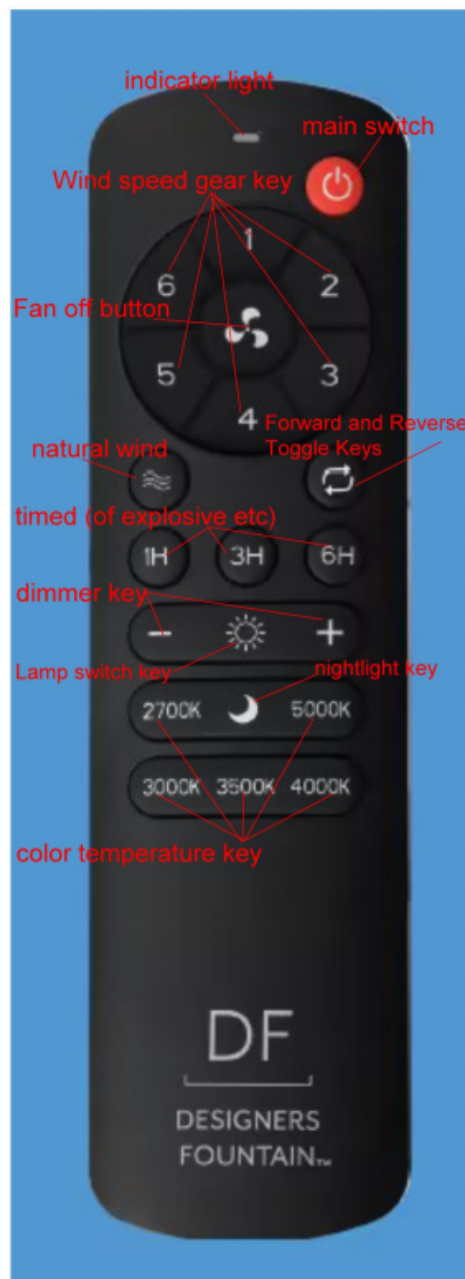 indicator light
main switch
Wind speed gear key
1
6
2
Fan off button
5
3
4
Forward and Reverse
Toggle Keys
natural wind
timed (of explosive etc)
1H 3H 6H
dimmer key
− +
Lamp switch key
nightlight key
2700K 5000K
3000K 3500K 4000K
color temperature key
DF
DESIGNERS
FOUNTAIN™